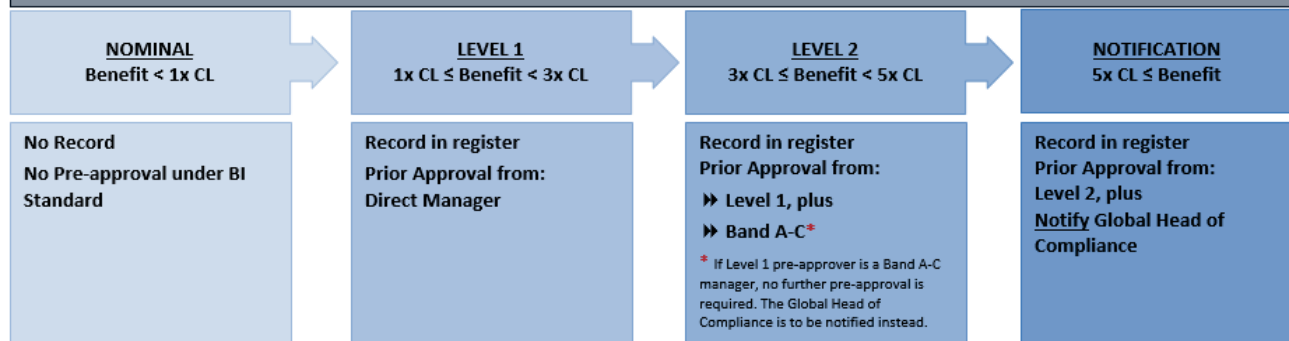 NOMINAL
Benefit < 1x CL
No Record
No Pre-approval under BI
Standard
LEVEL 1
1x CL ≤ Benefit < 3x CL
Record in register
Prior Approval from:
Direct Manager
LEVEL 2
3x CL ≤ Benefit < 5x CL
Record in register
Prior Approval from:
Level 1, plus
Band A-C*
* If Level 1 pre-approver is a Band A-C
manager, no further pre-approval is
required. The Global Head of
Compliance is to be notified instead.
NOTIFICATION
5x CL ≤ Benefit
Record in register
Prior Approval from:
Level 2, plus
Notify Global Head of
Compliance